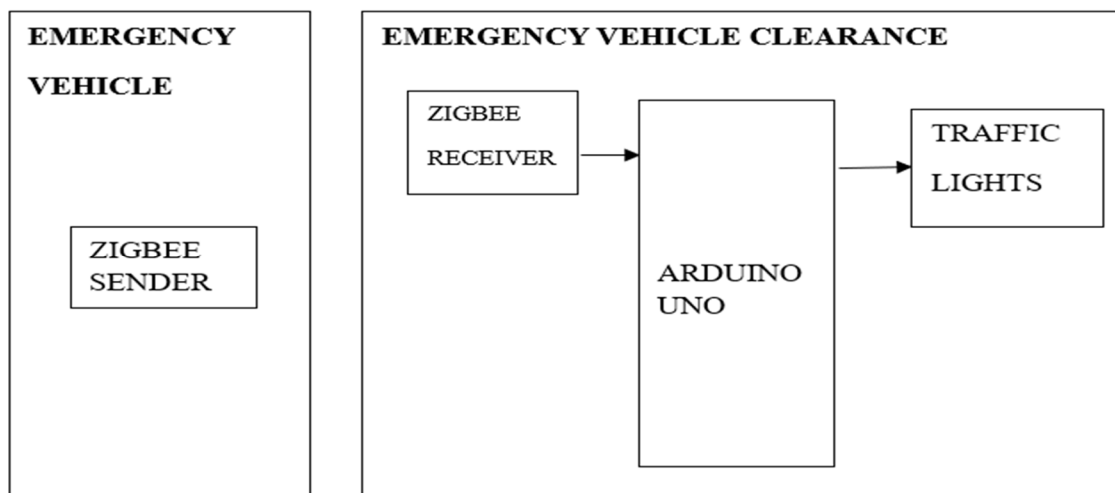 EMERGENCY
VEHICLE
ZIGBEE
SENDER
EMERGENCY VEHICLE CLEARANCE
ZIGBEE
RECEIVER
ARDUINO
UNO
TRAFFIC
LIGHTS